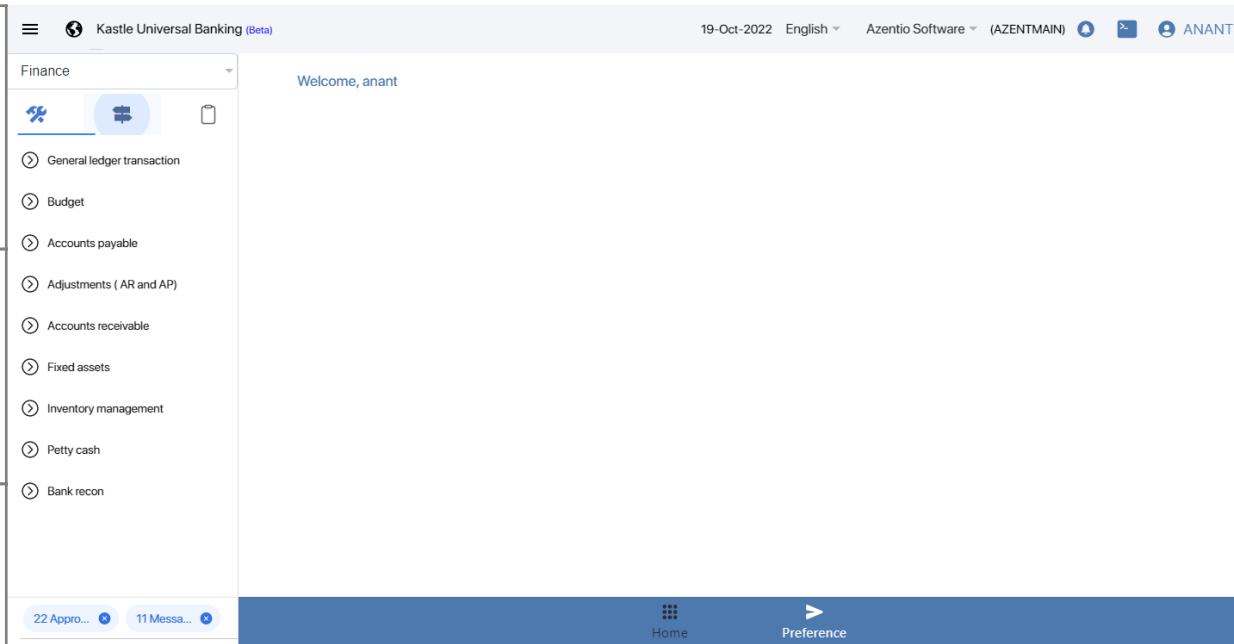 Kastle Universal Banking (Beta) 19-Oct-2022 English Azentio Software (AZENTMAIN) ANANT
Finance
Welcome, anant
General ledger transaction
Budget
Accounts payable
Adjustments ( AR and AP)
Accounts receivable
Fixed assets
Inventory management
Petty cash
Bank recon
22 Appro... 11 Messa...
Home Preference